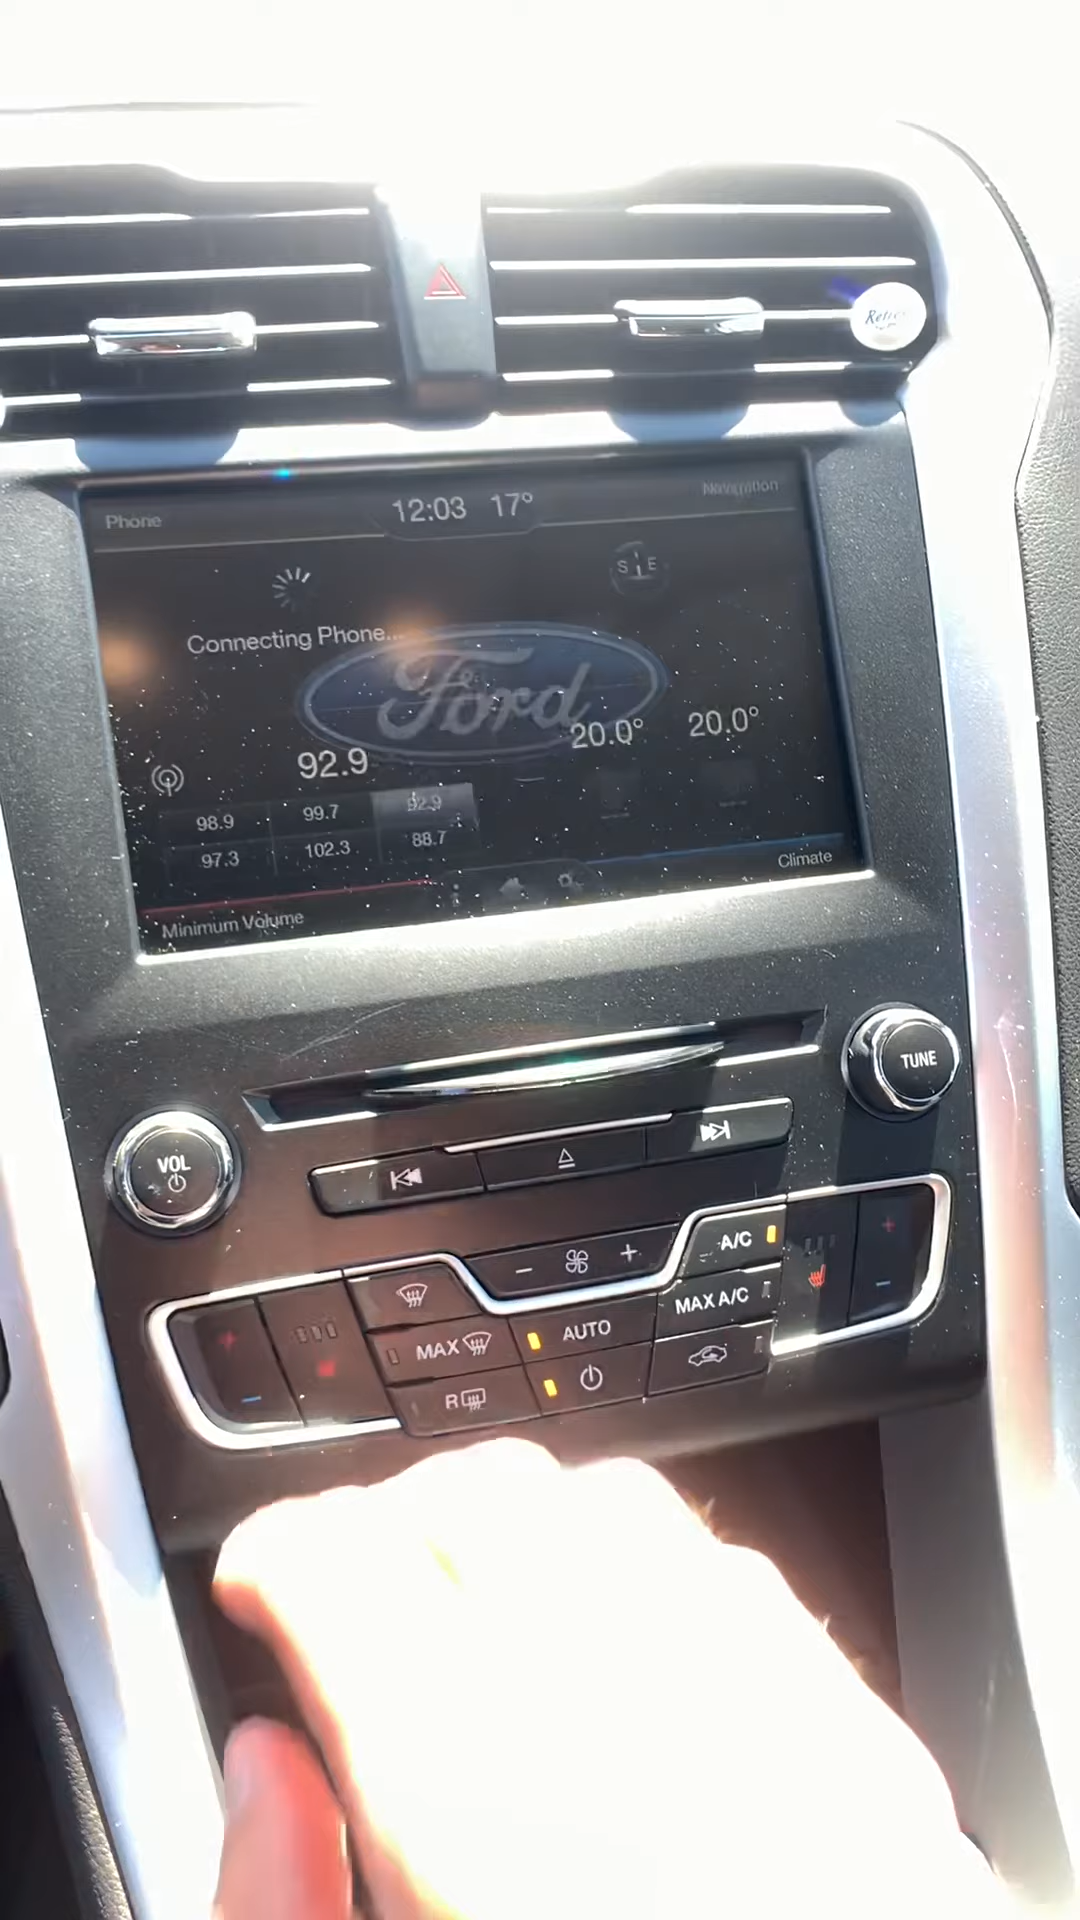 Phone
12:03 17°
Navigation
S E
Connecting Phone...
Ford
20.0° 20.0°
92.9
98.9 99.7 92.9
97.3 102.3 88.7
Climate
Minimum Volume
TUNE
VOL
A/C
MAX A/C
AUTO
MAX
R